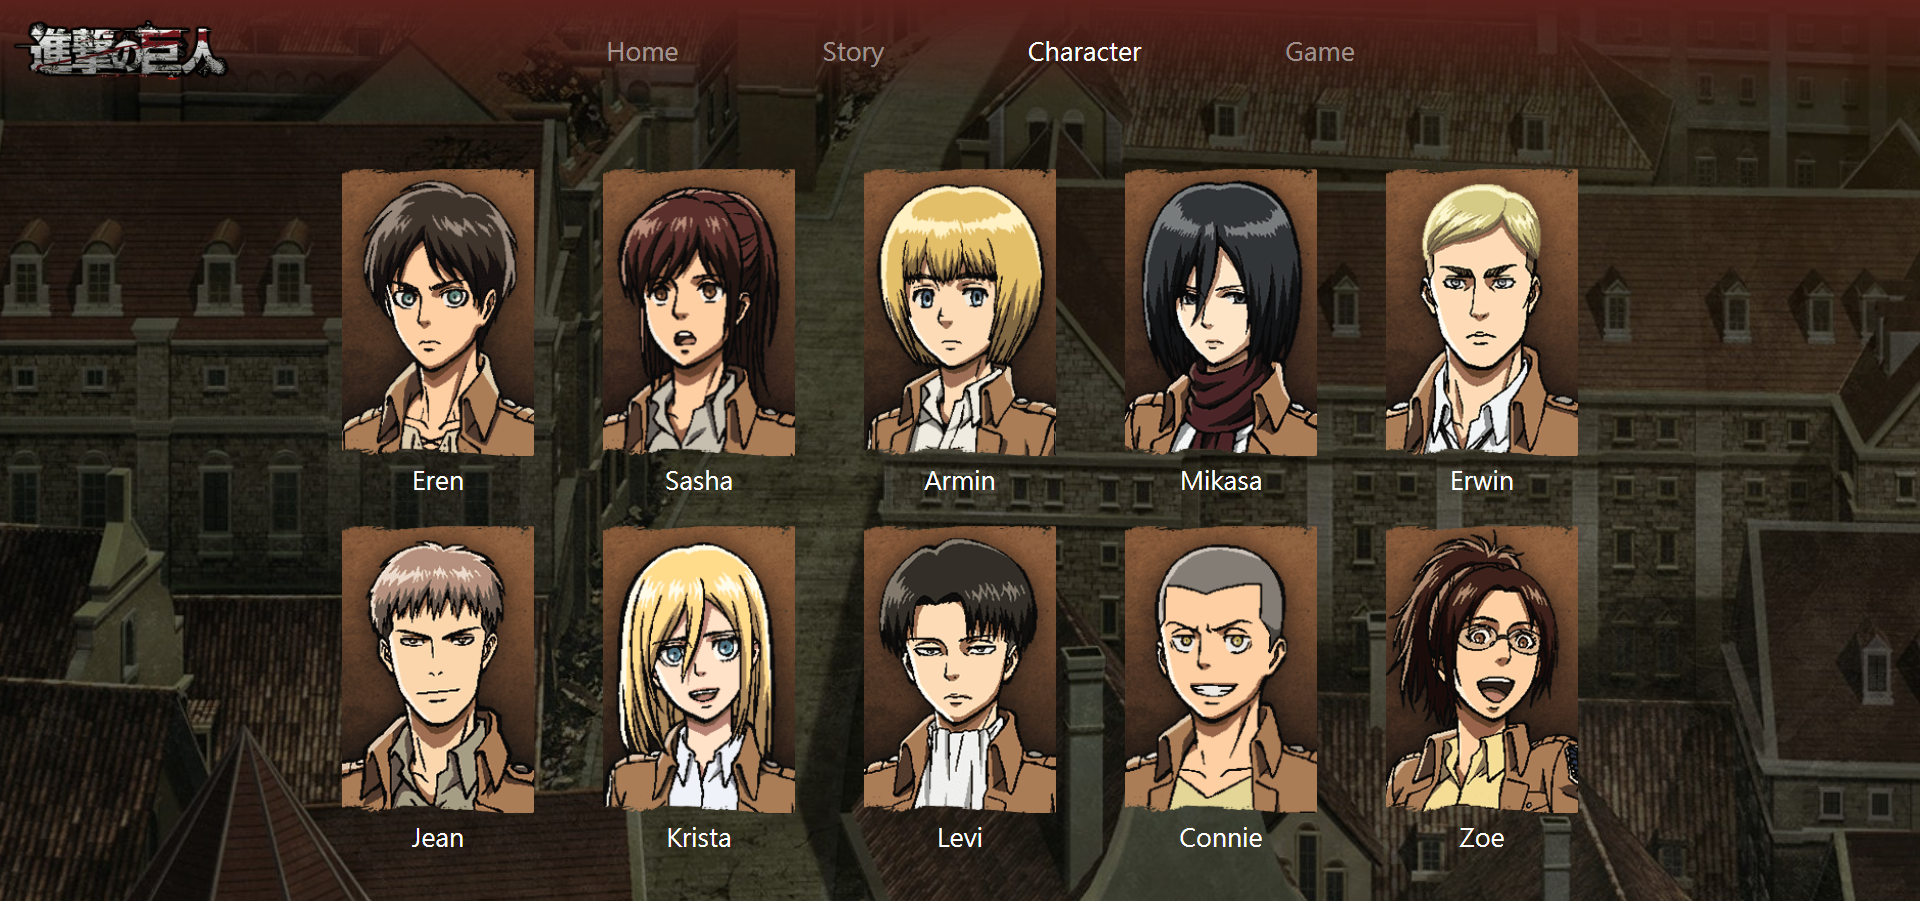 進撃の巨人
Home Story Character Game
Eren Sasha Armin Mikasa Erwin
Jean Krista Levi Connie Zoe